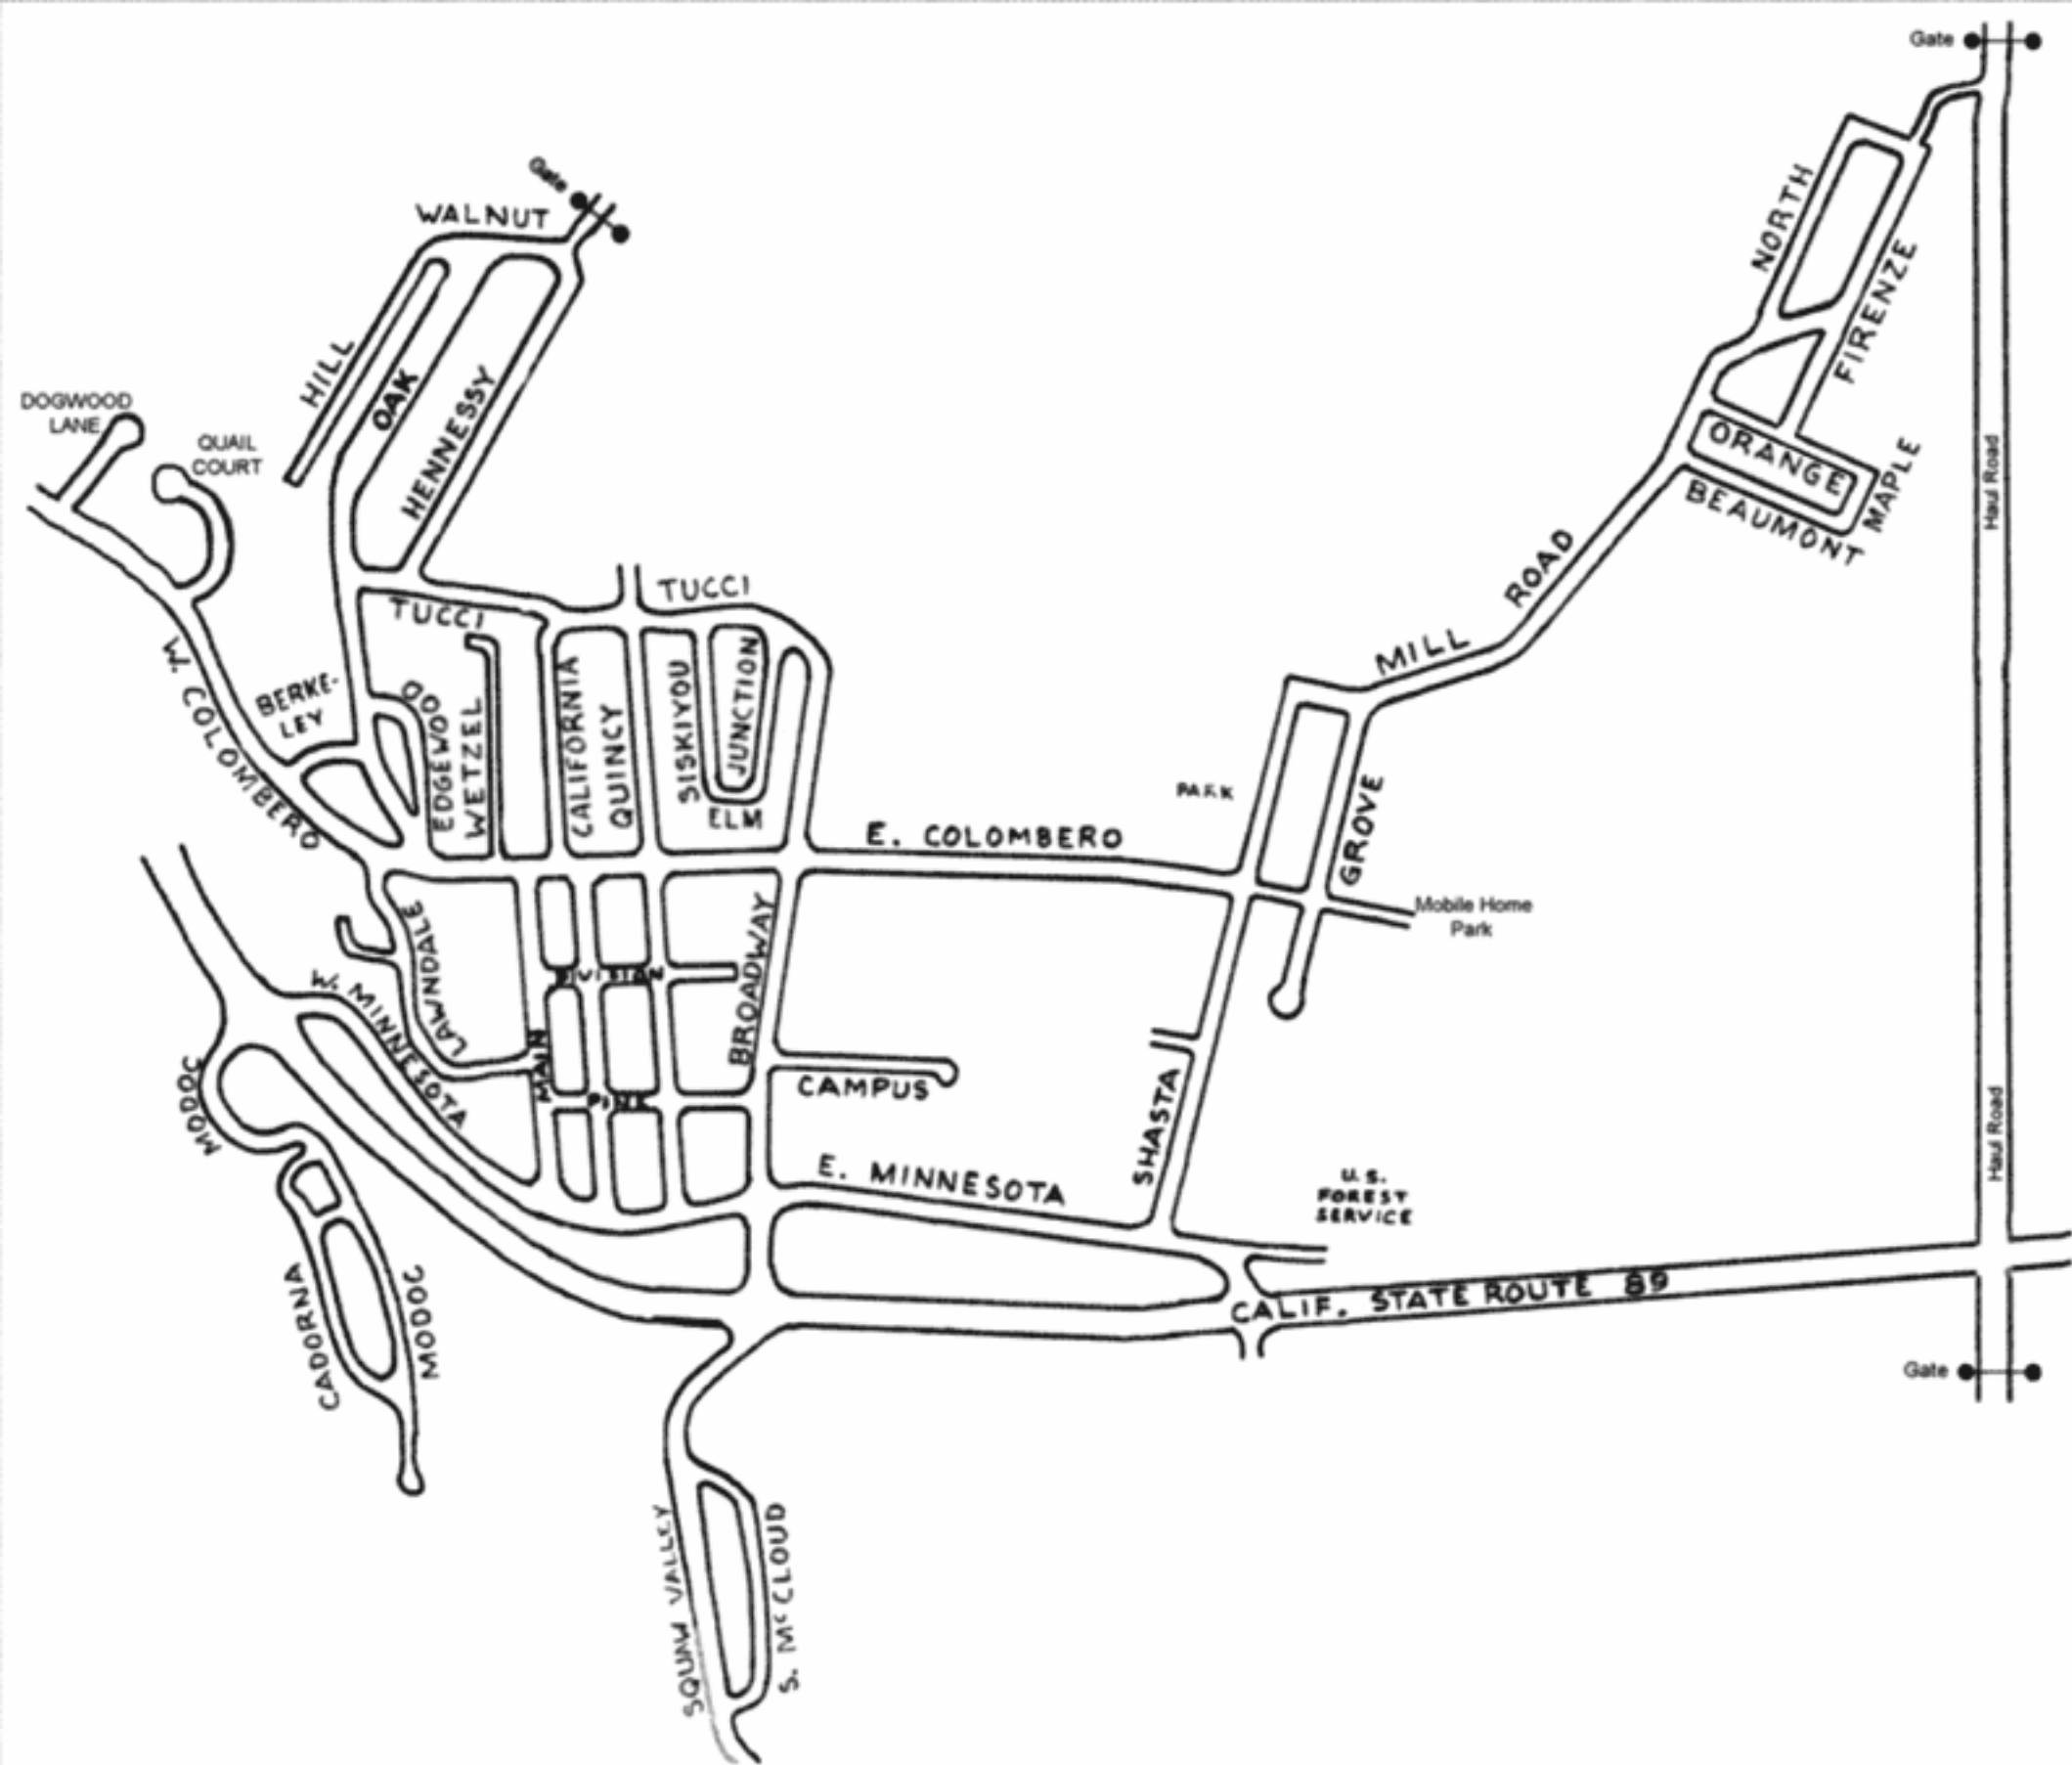 Gate
Gate
WALNUT
NORTH
FIRENZE
HILL
OAK
HENNESSY
DOGWOOD
LANE
QUAIL
COURT
ORANGE
MAPLE
BEAUMONT
Haul Road
MILL ROAD
TUCCI
TUCCI
W. COLOMBERO
BERKE-
LEY
EDGEWOOD
WETZEL
CALIFORNIA
QUINCY
SISKIYOU
JUNCTION
ELM
E. COLOMBERO
PARK
GROVE
Mobile Home
Park
LAWNDALE
DIVISION
BROADWAY
W. MINNESOTA
MAIN
PINE
CAMPUS
SHASTA
MODOC
E. MINNESOTA
U.S.
FOREST
SERVICE
Haul Road
CALIF. STATE ROUTE 89
CADORNA
MODOC
Gate
SQUAW VALLEY
S. McCLOUD